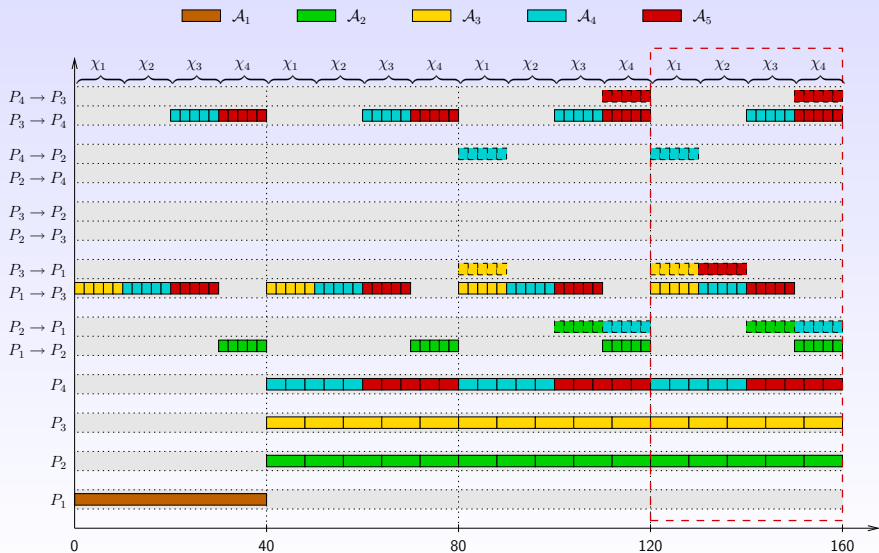 𝒜₁ 𝒜₂ 𝒜₃ 𝒜₄ 𝒜₅
χ₁ χ₂ χ₃ χ₄ χ₁ χ₂ χ₃ χ₄ χ₁ χ₂ χ₃ χ₄ χ₁ χ₂ χ₃ χ₄
P₄ → P₃
P₃ → P₄
P₄ → P₂
P₂ → P₄
P₃ → P₂
P₂ → P₃
P₃ → P₁
P₁ → P₃
P₂ → P₁
P₁ → P₂
P₄
P₃
P₂
P₁
0 40 80 120 160